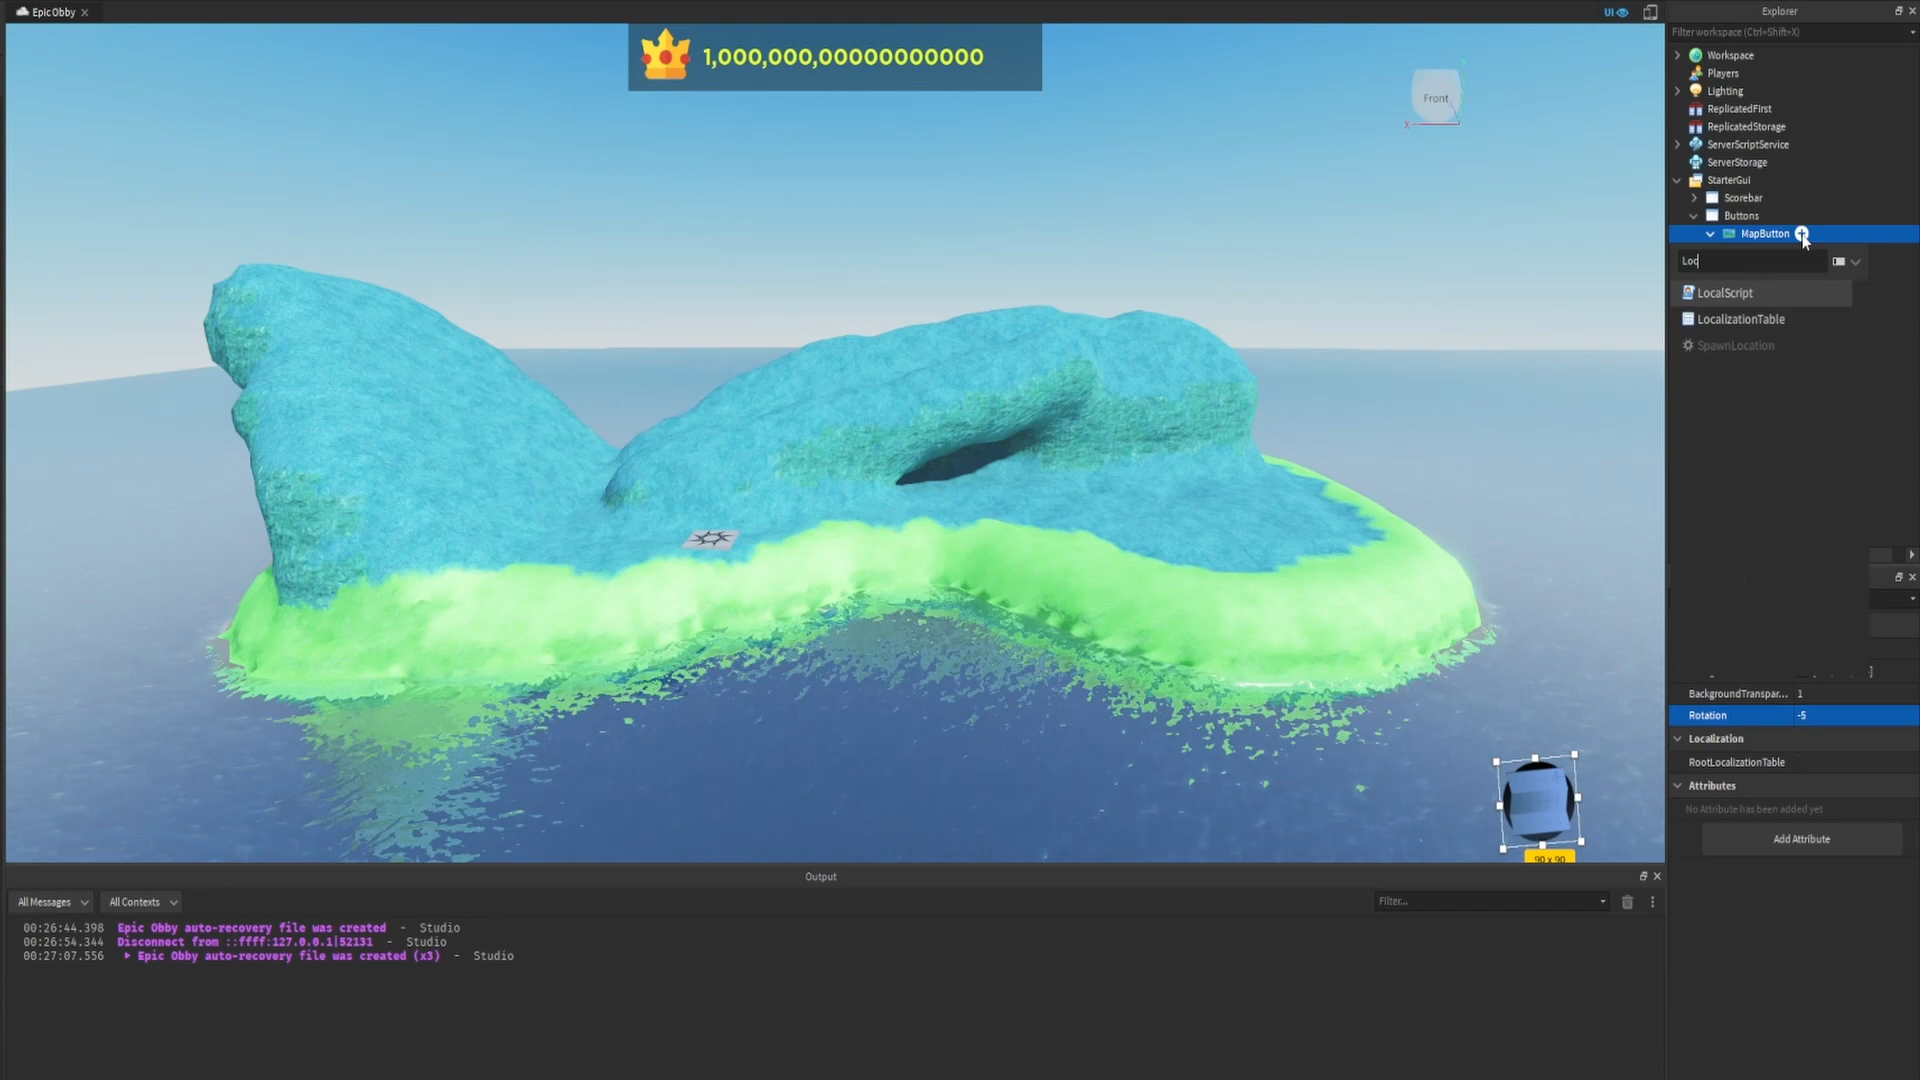 Epic Obby
UI
Explorer
Filter workspace (Ctrl+Shift+X)
1,000,000,00000000000
Front
X
Workspace
Players
Lighting
ReplicatedFirst
ReplicatedStorage
ServerScriptService
ServerStorage
StarterGui
Scorebar
Buttons
MapButton
Loc
LocalScript
LocalizationTable
SpawnLocation
BackgroundTranspar... 1
Rotation -5
Localization
RootLocalizationTable
Attributes
No Attribute has been added yet
Add Attribute
90 x 90
Output
All Messages
All Contexts
Filter...
00:26:44.398 Epic Obby auto-recovery file was created - Studio
00:26:54.344 Disconnect from ::ffff:127.0.0.1|52131 - Studio
00:27:07.556 Epic Obby auto-recovery file was created (x3) - Studio